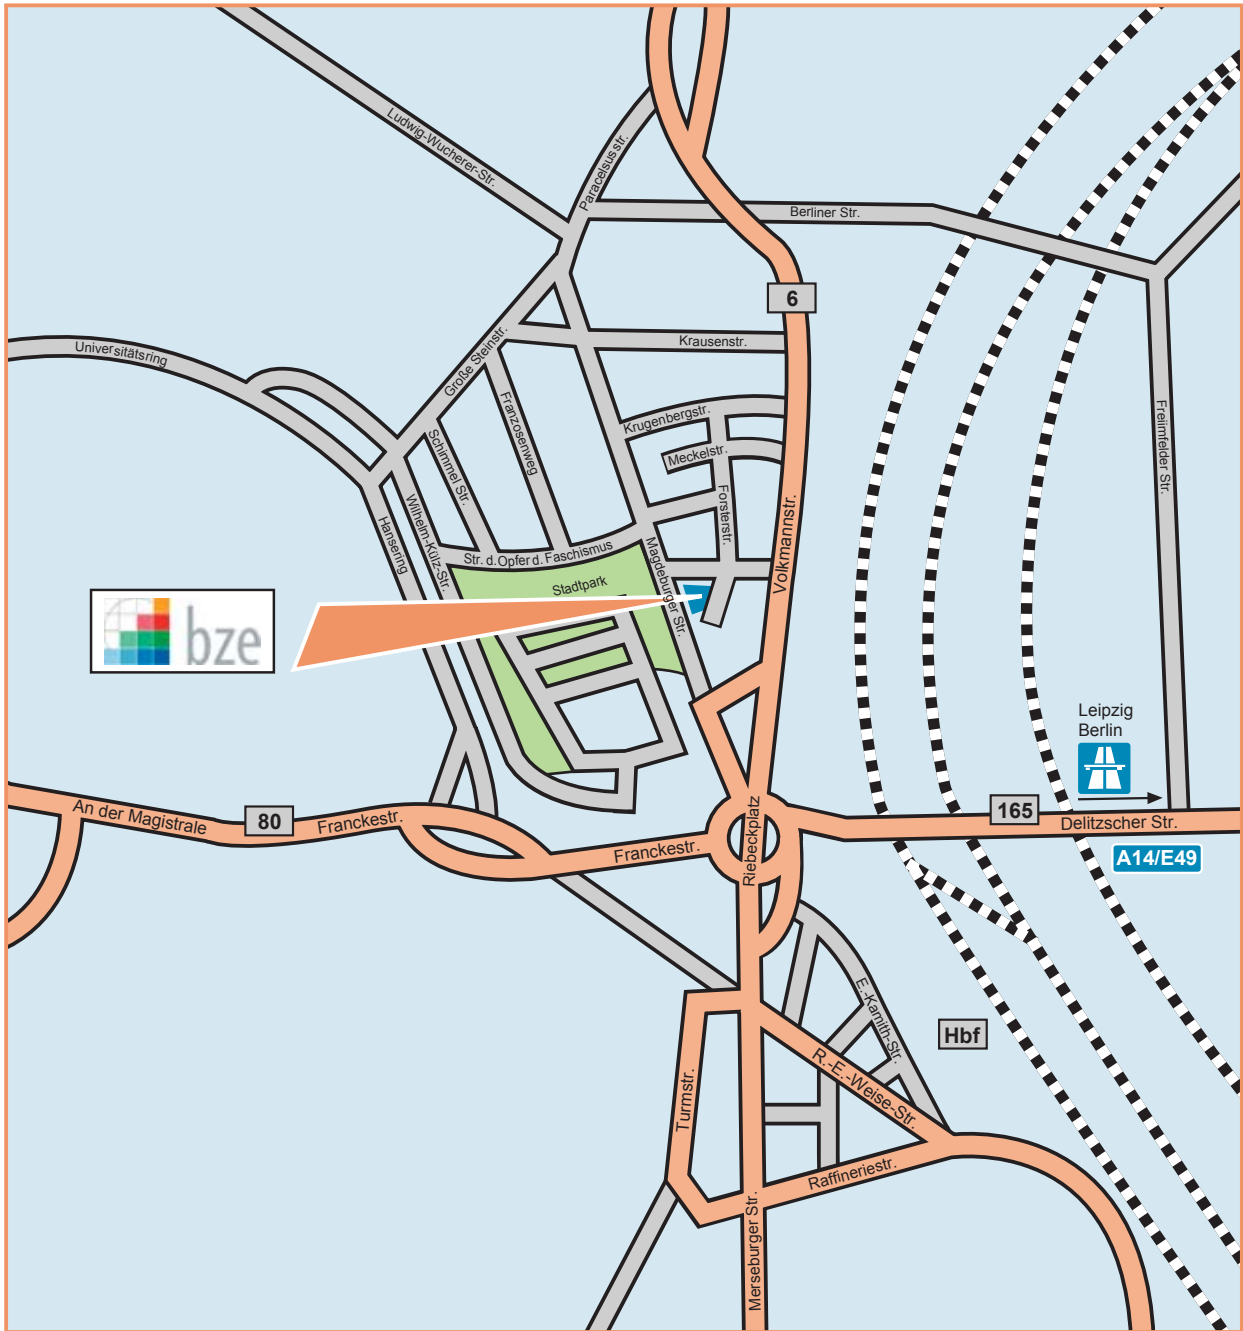 Ludwig-Wucherer-Str.
Paracelsusstr.
Berliner Str.
6
Krausenstr.
Universitätsring
Große Steinstr.
Franzosenweg
Schimmel Str.
Krugenbergstr.
Meckelstr.
Forsterstr.
Freiimfelder Str.
Hansering
Wilhelm-Külz-Str.
Str. d. Opfer d. Faschismus
Magdeburger Str.
Volkmannstr.
Stadtpark
bze
Leipzig
Berlin
An der Magistrale
80
Franckestr.
Franckestr.
Riebeckplatz
165
Delitzscher Str.
A14/E49
E.-Kamith-Str.
Hbf
R.-E.-Weise-Str.
Turmstr.
Raffineriestr.
Merseburger Str.